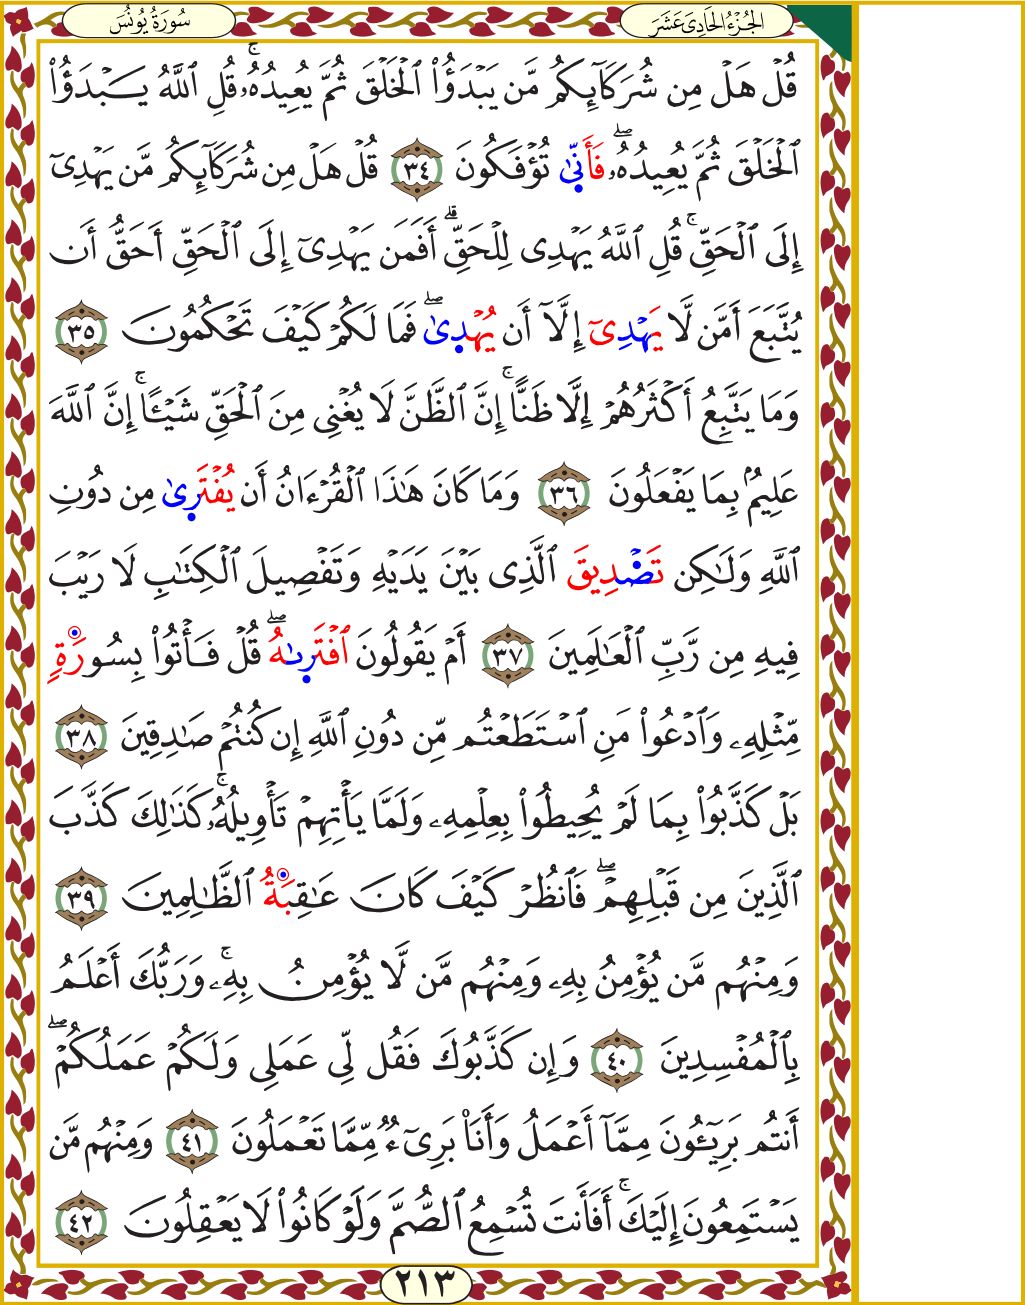 سُورَةُ يُونُس
الجُزْءُ الحَادِىَ عَشَرَ
قُلْ هَلْ مِن شُرَكَآئِكُم مَّن يَبْدَؤُا۟ ٱلْخَلْقَ ثُمَّ يُعِيدُهُۥ ۚ قُلِ ٱللَّهُ يَبْدَؤُا۟
ٱلْخَلْقَ ثُمَّ يُعِيدُهُۥ ۖ فَأَنَّىٰ تُؤْفَكُونَ ٣٤ قُلْ هَلْ مِن شُرَكَآئِكُم مَّن يَهْدِىٓ
إِلَى ٱلْحَقِّ ۚ قُلِ ٱللَّهُ يَهْدِى لِلْحَقِّ ۗ أَفَمَن يَهْدِىٓ إِلَى ٱلْحَقِّ أَحَقُّ أَن
يُتَّبَعَ أَمَّن لَّا يَهْدِىٓ إِلَّآ أَن يُهْدَىٰ ۖ فَمَا لَكُمْ كَيْفَ تَحْكُمُونَ ٣٥
وَمَا يَتَّبِعُ أَكْثَرُهُمْ إِلَّا ظَنًّا ۚ إِنَّ ٱلظَّنَّ لَا يُغْنِى مِنَ ٱلْحَقِّ شَيْـًٔا ۚ إِنَّ ٱللَّهَ
عَلِيمٌۢ بِمَا يَفْعَلُونَ ٣٦ وَمَا كَانَ هَـٰذَا ٱلْقُرْءَانُ أَن يُفْتَرَىٰ مِن دُونِ
ٱللَّهِ وَلَـٰكِن تَصْدِيقَ ٱلَّذِى بَيْنَ يَدَيْهِ وَتَفْصِيلَ ٱلْكِتَـٰبِ لَا رَيْبَ
فِيهِ مِن رَّبِّ ٱلْعَـٰلَمِينَ ٣٧ أَمْ يَقُولُونَ ٱفْتَرَىٰهُ ۖ قُلْ فَأْتُوا۟ بِسُورَةٍ
مِّثْلِهِۦ وَٱدْعُوا۟ مَنِ ٱسْتَطَعْتُم مِّن دُونِ ٱللَّهِ إِن كُنتُمْ صَـٰدِقِينَ ٣٨
بَلْ كَذَّبُوا۟ بِمَا لَمْ يُحِيطُوا۟ بِعِلْمِهِۦ وَلَمَّا يَأْتِهِمْ تَأْوِيلُهُۥ ۚ كَذَٰلِكَ كَذَّبَ
ٱلَّذِينَ مِن قَبْلِهِمْ ۖ فَٱنظُرْ كَيْفَ كَانَ عَـٰقِبَةُ ٱلظَّـٰلِمِينَ ٣٩
وَمِنْهُم مَّن يُؤْمِنُ بِهِۦ وَمِنْهُم مَّن لَّا يُؤْمِنُ بِهِۦ ۚ وَرَبُّكَ أَعْلَمُ
بِٱلْمُفْسِدِينَ ٤٠ وَإِن كَذَّبُوكَ فَقُل لِّى عَمَلِى وَلَكُمْ عَمَلُكُمْ ۖ
أَنتُم بَرِيٓـُٔونَ مِمَّآ أَعْمَلُ وَأَنَا۠ بَرِىٓءٌ مِّمَّا تَعْمَلُونَ ٤١ وَمِنْهُم مَّن
يَسْتَمِعُونَ إِلَيْكَ ۚ أَفَأَنتَ تُسْمِعُ ٱلصُّمَّ وَلَوْ كَانُوا۟ لَا يَعْقِلُونَ ٤٢
٢١٣